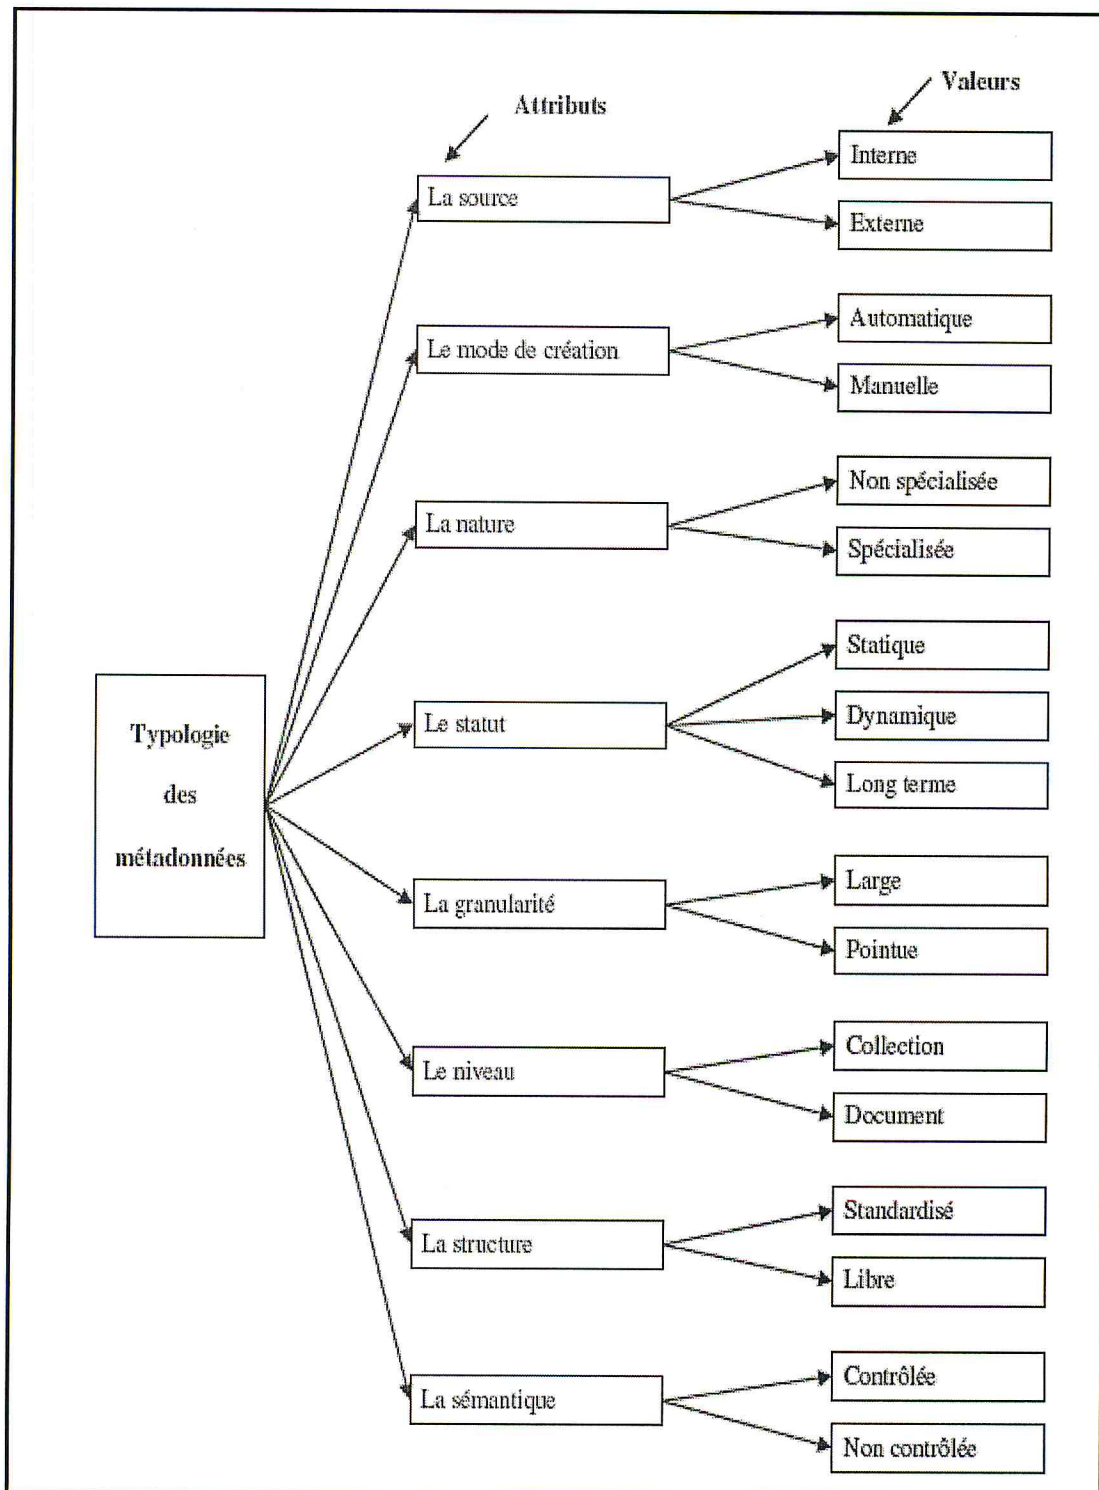 Attributs
Valeurs
La source
Interne
Externe
Le mode de création
Automatique
Manuelle
La nature
Non spécialisée
Spécialisée
Typologie
des
métadonnées
Le statut
Statique
Dynamique
Long terme
La granularité
Large
Pointue
Le niveau
Collection
Document
La structure
Standardisé
Libre
La sémantique
Contrôlée
Non contrôlée